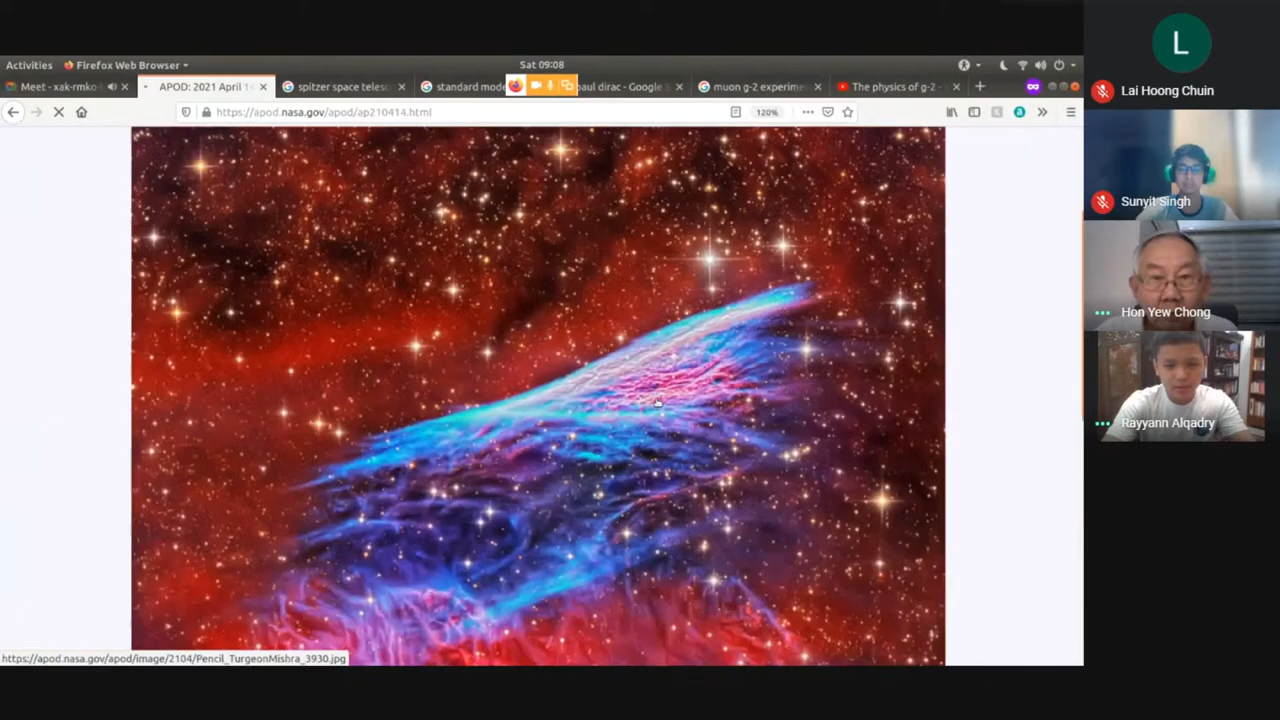 Activities
Firefox Web Browser
Sat 09:08
Meet - xak-rmko-
APOD: 2021 April 1
spitzer space teles
standard mode
paul dirac - Google S
muon g-2 experime
The physics of g-2 -
https://apod.nasa.gov/apod/ap210414.html
120%
https://apod.nasa.gov/apod/image/2104/Pencil_TurgeonMishra_3930.jpg
L
Lai Hoong Chuin
Sunyit Singh
Hon Yew Chong
Rayyann Alqadry